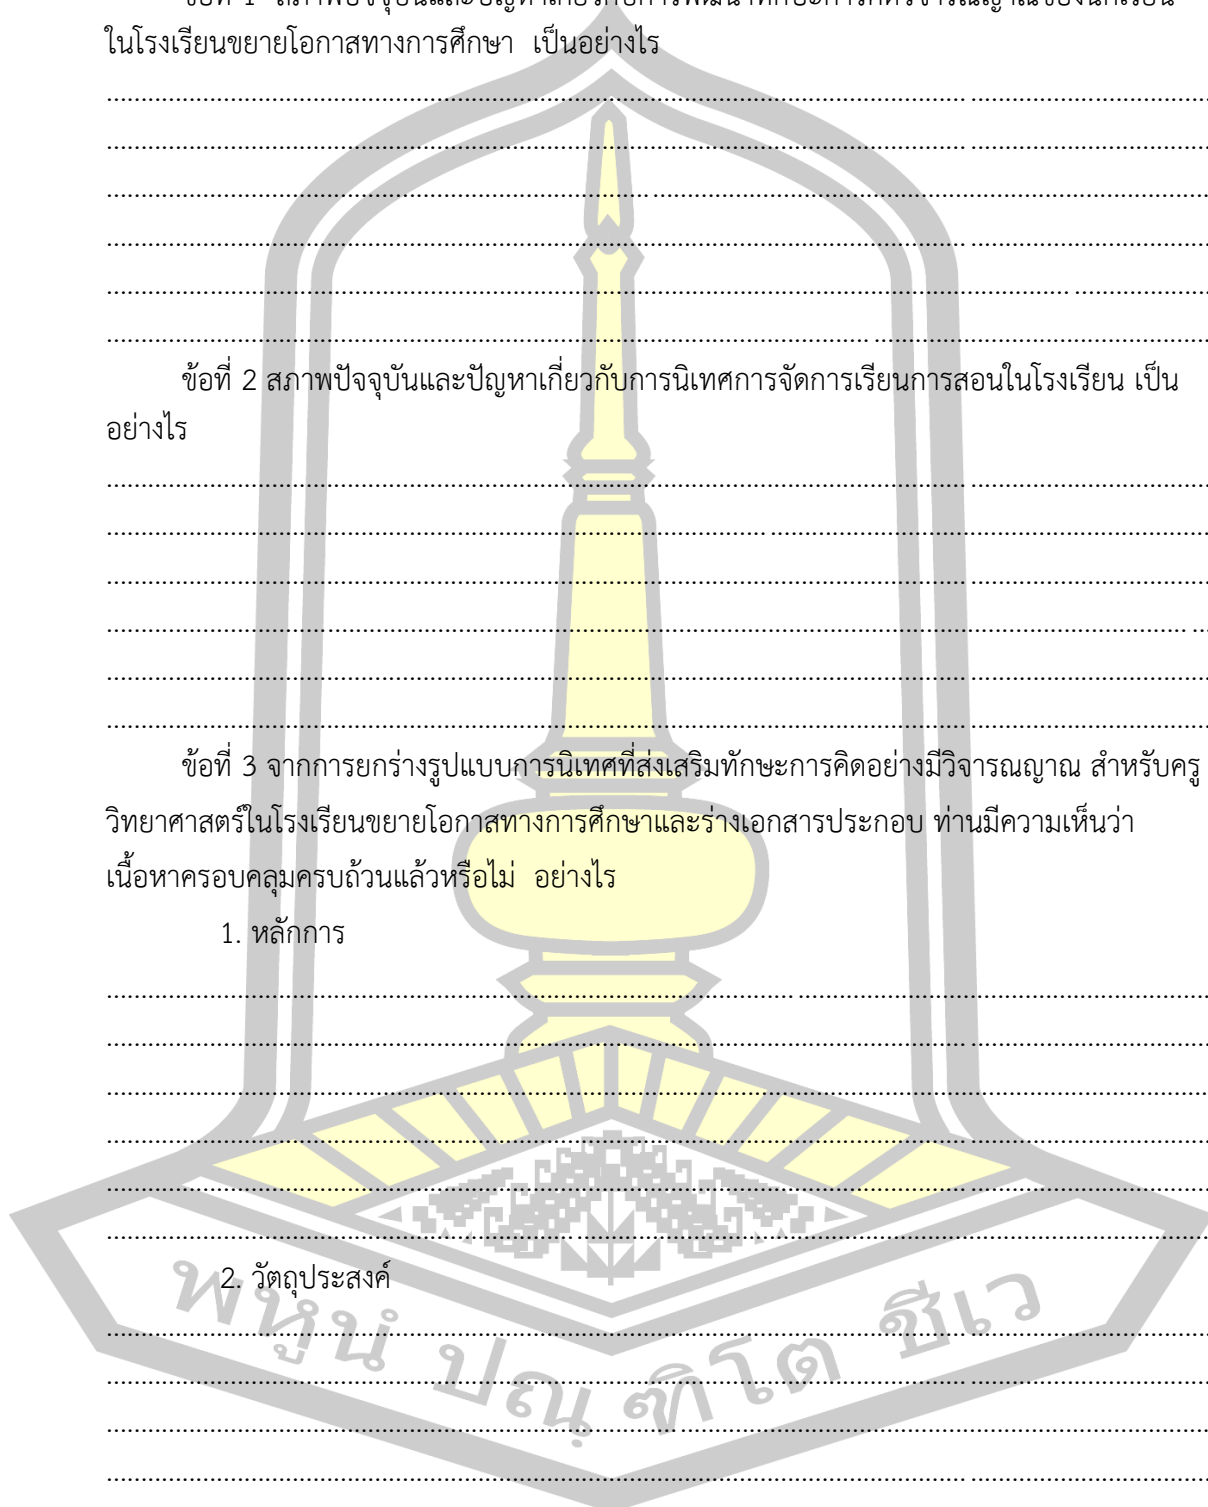 ในโรงเรียนขยายโอกาสทางการศึกษา เป็นอย่างไร
ข้อที่ 2 สภาพปัจจุบันและปัญหาเกี่ยวกับการนิเทศการจัดการเรียนการสอนในโรงเรียน เป็น
อย่างไร
ข้อที่ 3 จากการยกร่างรูปแบบการนิเทศที่ส่งเสริมทักษะการคิดอย่างมีวิจารณญาณ สำหรับครู
วิทยาศาสตร์ในโรงเรียนขยายโอกาสทางการศึกษาและร่างเอกสารประกอบ ท่านมีความเห็นว่า
เนื้อหาครอบคลุมครบถ้วนแล้วหรือไม่ อย่างไร
1. หลักการ
2. วัตถุประสงค์
พหูนํ ปณฺฑิโต ชีเว